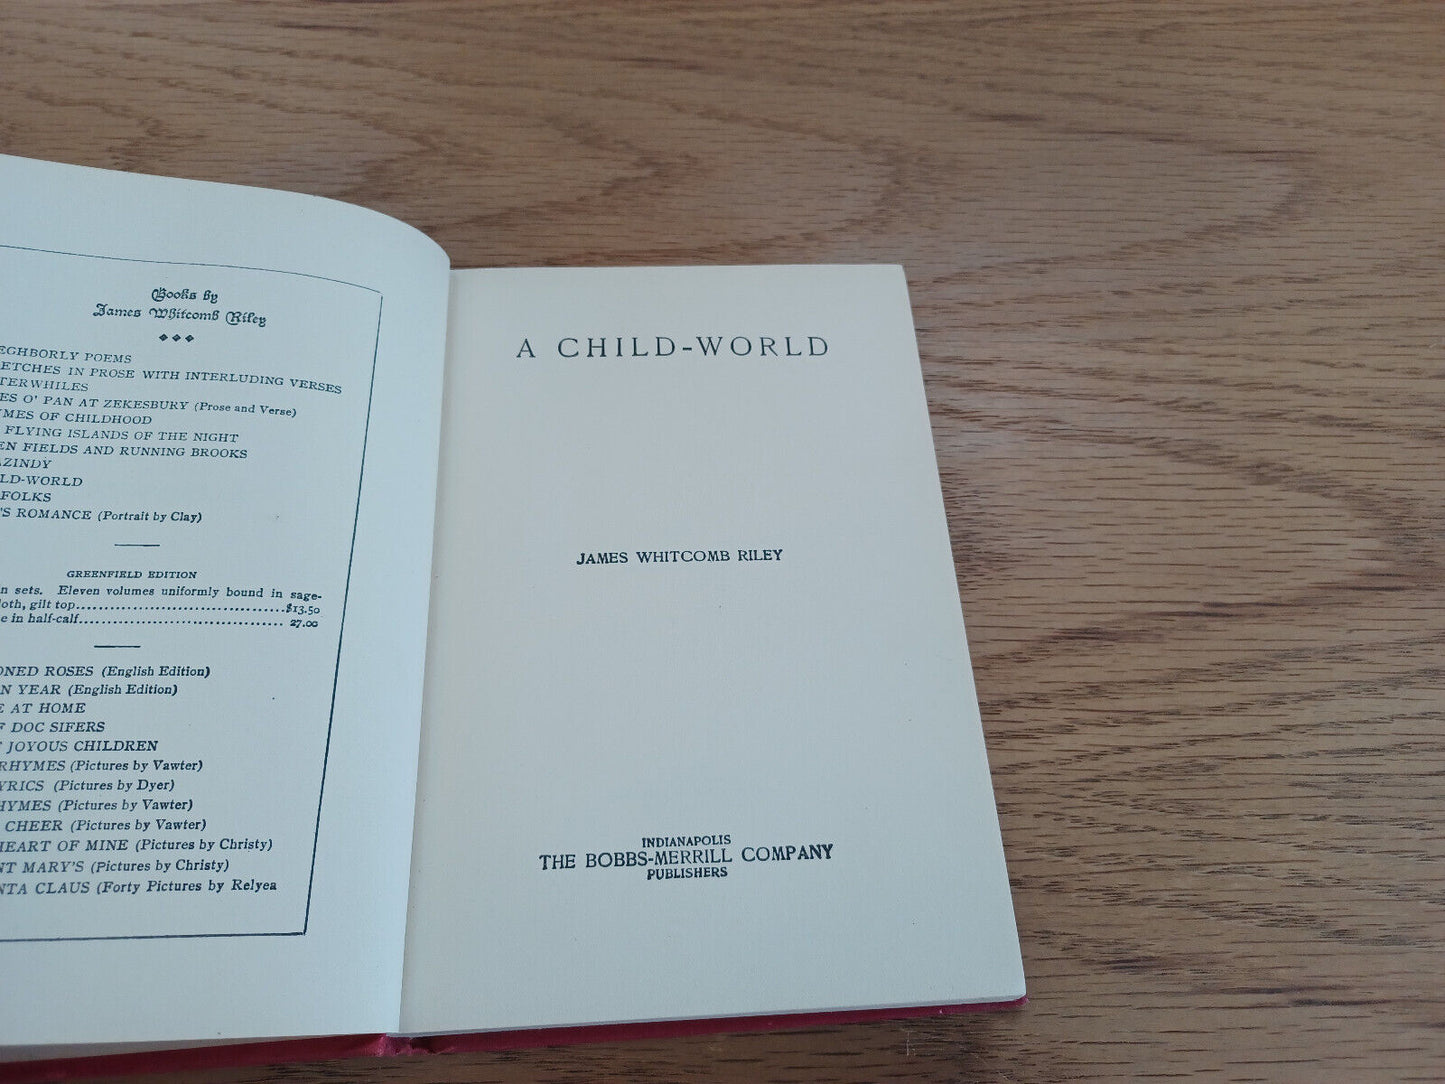 Books by
James Whitcomb Riley
EGHBORLY POEMS
ETCHES IN PROSE WITH INTERLUDING VERSES
TERWHILES
ES O' PAN AT ZEKESBURY (Prose and Verse)
YMES OF CHILDHOOD
FLYING ISLANDS OF THE NIGHT
EN FIELDS AND RUNNING BROOKS
AZINDY
LD-WORLD
FOLKS
'S ROMANCE (Portrait by Clay)
GREENFIELD EDITION
n sets. Eleven volumes uniformly bound in sage-
loth, gilt top......................................$13.50
e in half-calf.................................... 27.00
ONED ROSES (English Edition)
N YEAR (English Edition)
E AT HOME
F DOC SIFERS
T JOYOUS CHILDREN
RHYMES (Pictures by Vawter)
YRICS (Pictures by Dyer)
HYMES (Pictures by Vawter)
CHEER (Pictures by Vawter)
HEART OF MINE (Pictures by Christy)
NT MARY'S (Pictures by Christy)
NTA CLAUS (Forty Pictures by Relyea
A CHILD-WORLD
JAMES WHITCOMB RILEY
INDIANAPOLIS
THE BOBBS-MERRILL COMPANY
PUBLISHERS